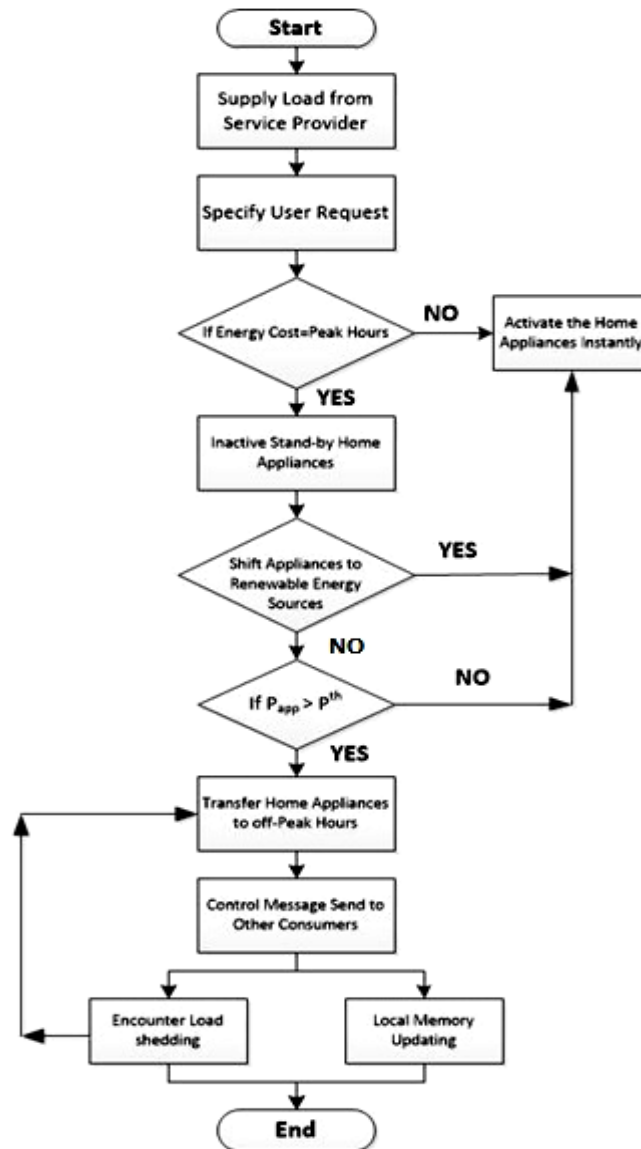 Start
Supply Load from
Service Provider
Specify User Request
If Energy Cost=Peak Hours
NO
Activate the Home
Appliances Instantly
YES
Inactive Stand-by Home
Appliances
Shift Appliances to
Renewable Energy
Sources
YES
NO
If Papp > Pth
NO
YES
Transfer Home Appliances
to off-Peak Hours
Control Message Send to
Other Consumers
Encounter Load
shedding
Local Memory
Updating
End